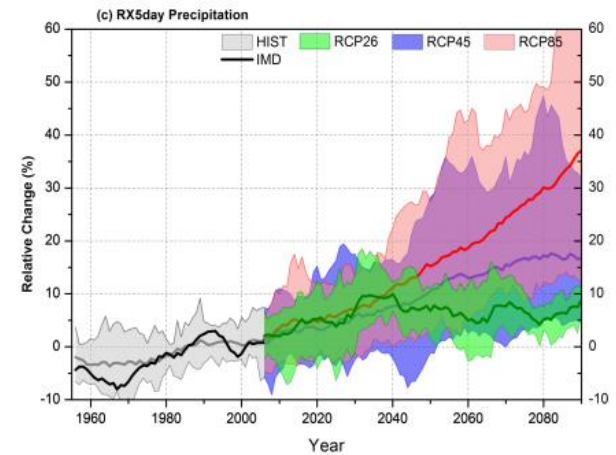 (c) RX5day Precipitation
HIST RCP26 RCP45 RCP85
IMD
Relative Change (%)
60 60
50 50
40 40
30 30
20 20
10 10
0 0
-10 -10
1960 1980 2000 2020 2040 2060 2080
Year